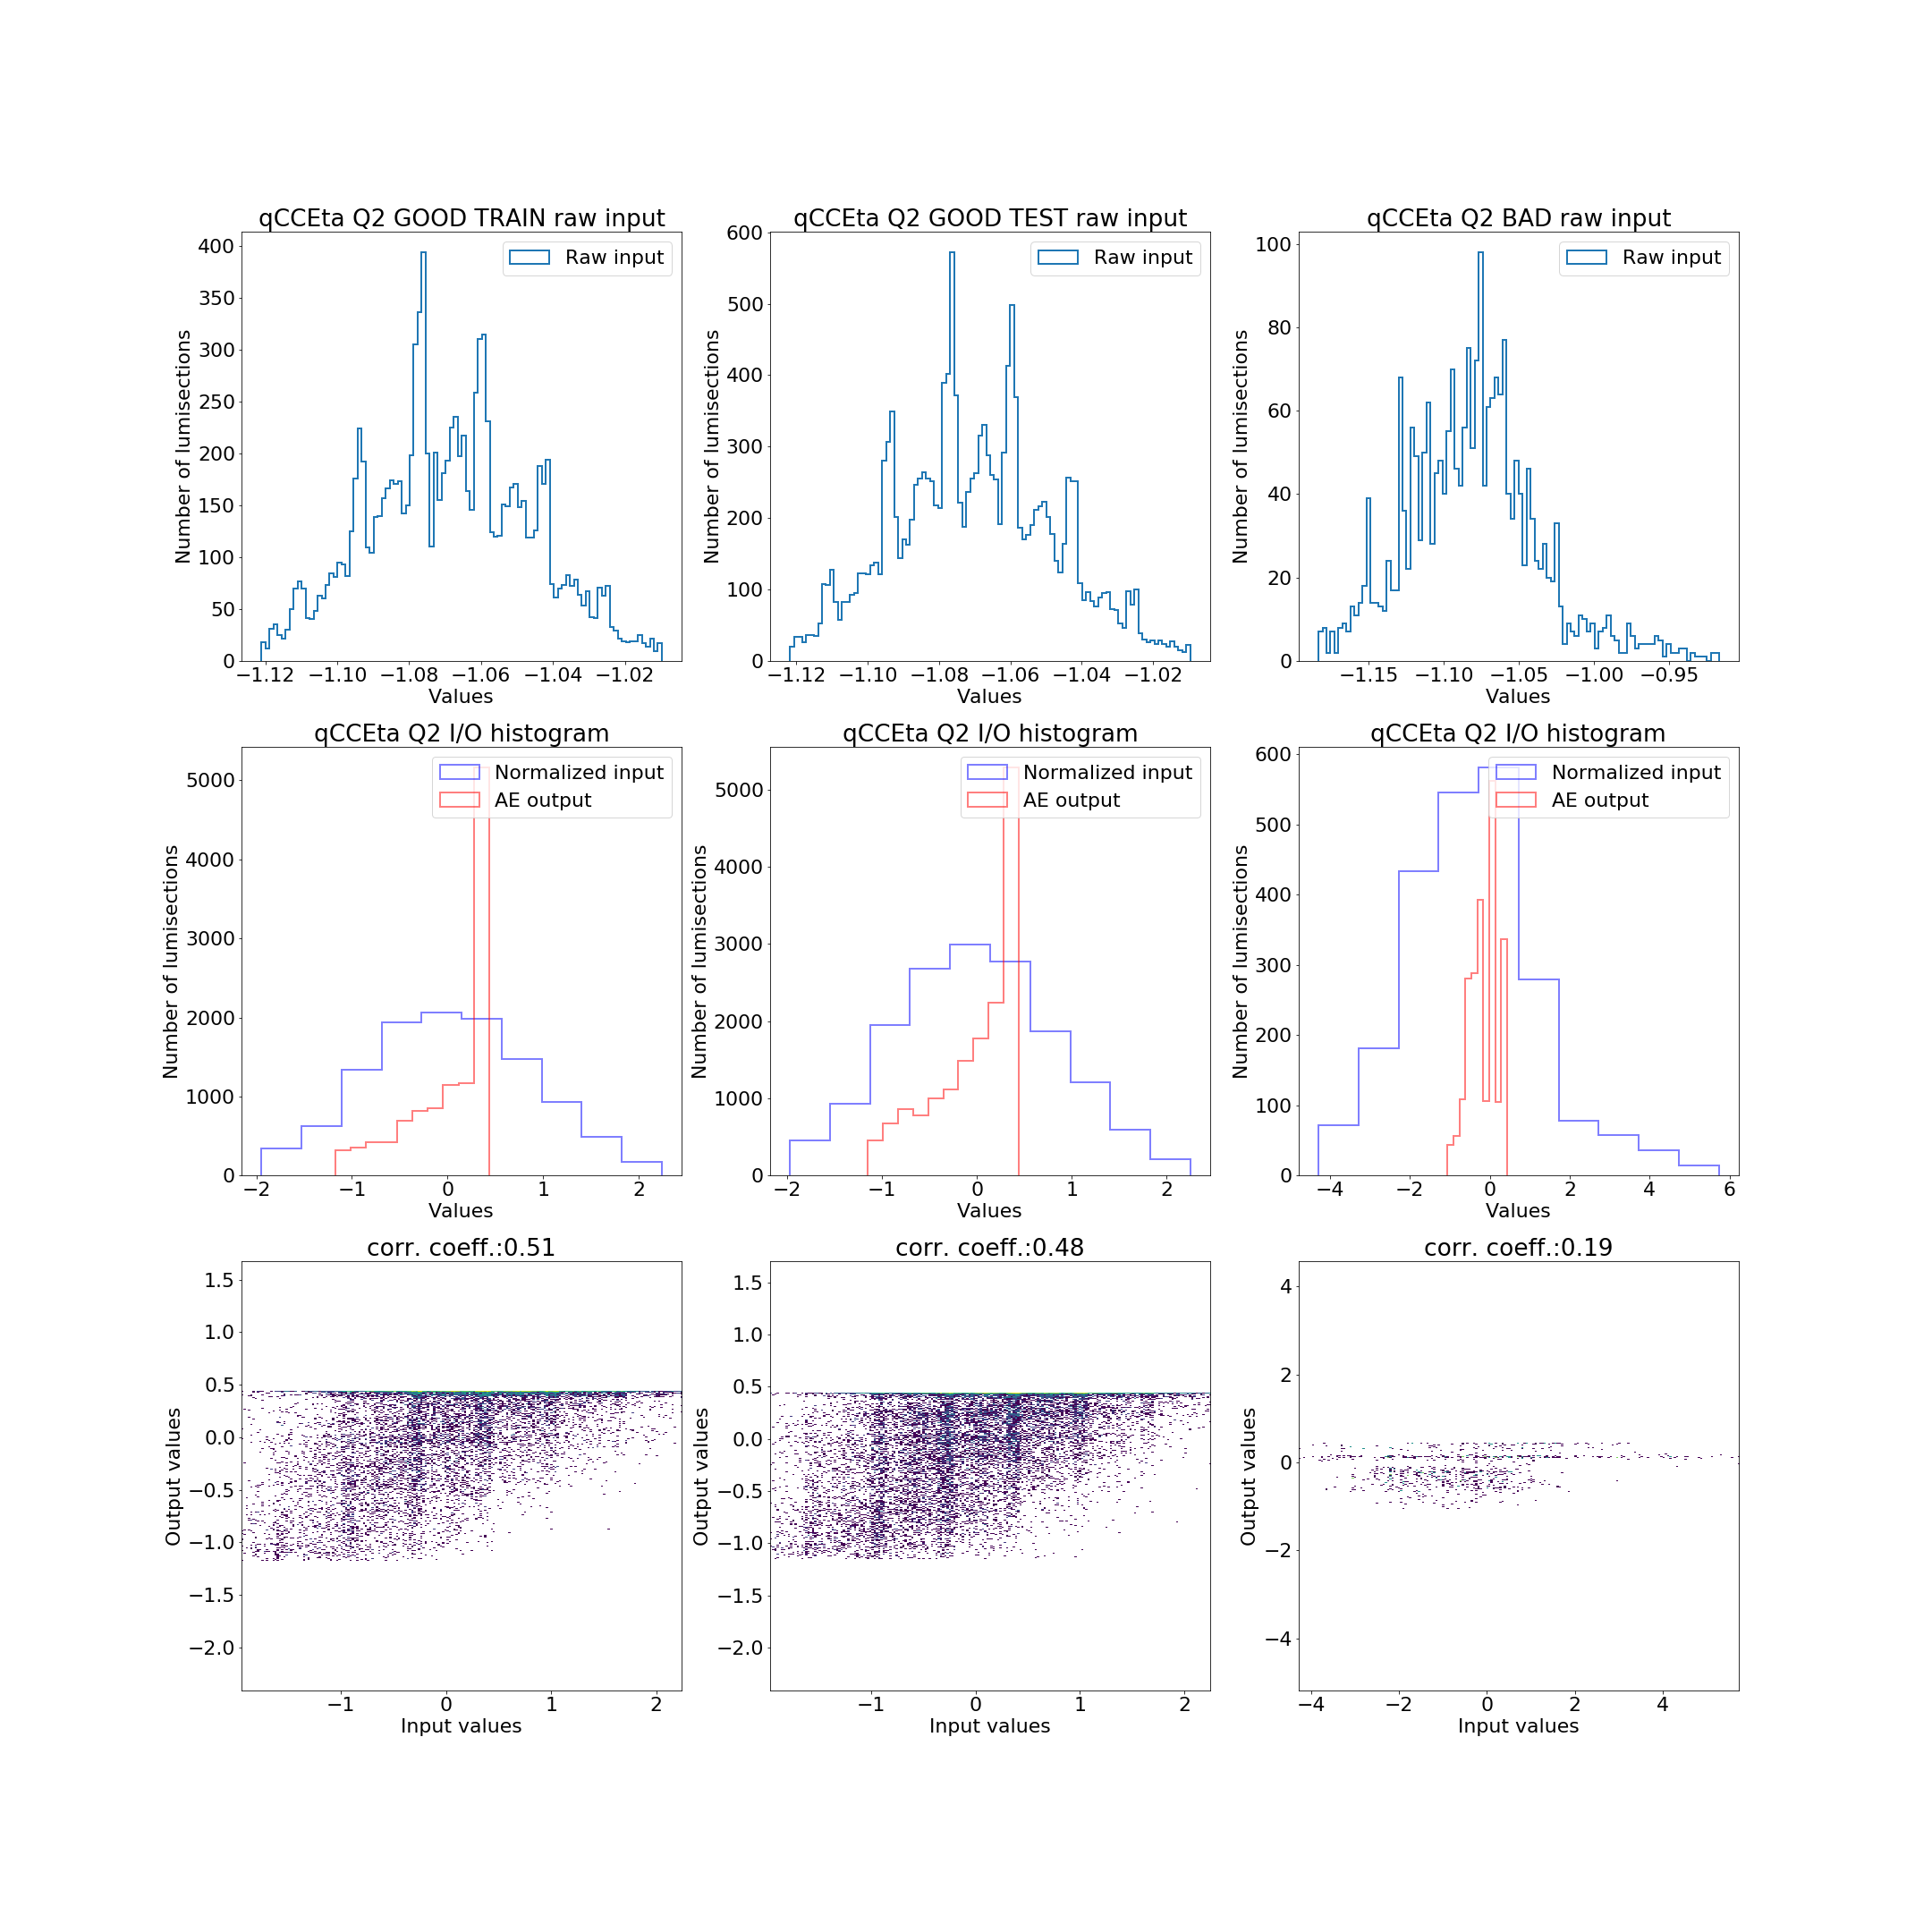 qCCEta Q2 GOOD TRAIN raw input
Raw input
400
350
300
250
200
150
100
50
0
Number of lumisections
−1.12 −1.10 −1.08 −1.06 −1.04 −1.02
Values
qCCEta Q2 GOOD TEST raw input
Raw input
600
500
400
300
200
100
0
Number of lumisections
−1.12 −1.10 −1.08 −1.06 −1.04 −1.02
Values
qCCEta Q2 BAD raw input
Raw input
100
80
60
40
20
0
Number of lumisections
−1.15 −1.10 −1.05 −1.00 −0.95
Values
qCCEta Q2 I/O histogram
Normalized input
AE output
5000
4000
3000
2000
1000
0
Number of lumisections
−2 −1 0 1 2
Values
qCCEta Q2 I/O histogram
Normalized input
AE output
5000
4000
3000
2000
1000
0
Number of lumisections
−2 −1 0 1 2
Values
qCCEta Q2 I/O histogram
Normalized input
AE output
600
500
400
300
200
100
0
Number of lumisections
−4 −2 0 2 4 6
Values
corr. coeff.:0.51
1.5
1.0
0.5
0.0
−0.5
−1.0
−1.5
−2.0
Output values
−1 0 1 2
Input values
corr. coeff.:0.48
1.5
1.0
0.5
0.0
−0.5
−1.0
−1.5
−2.0
Output values
−1 0 1 2
Input values
corr. coeff.:0.19
4
2
0
−2
−4
Output values
−4 −2 0 2 4
Input values